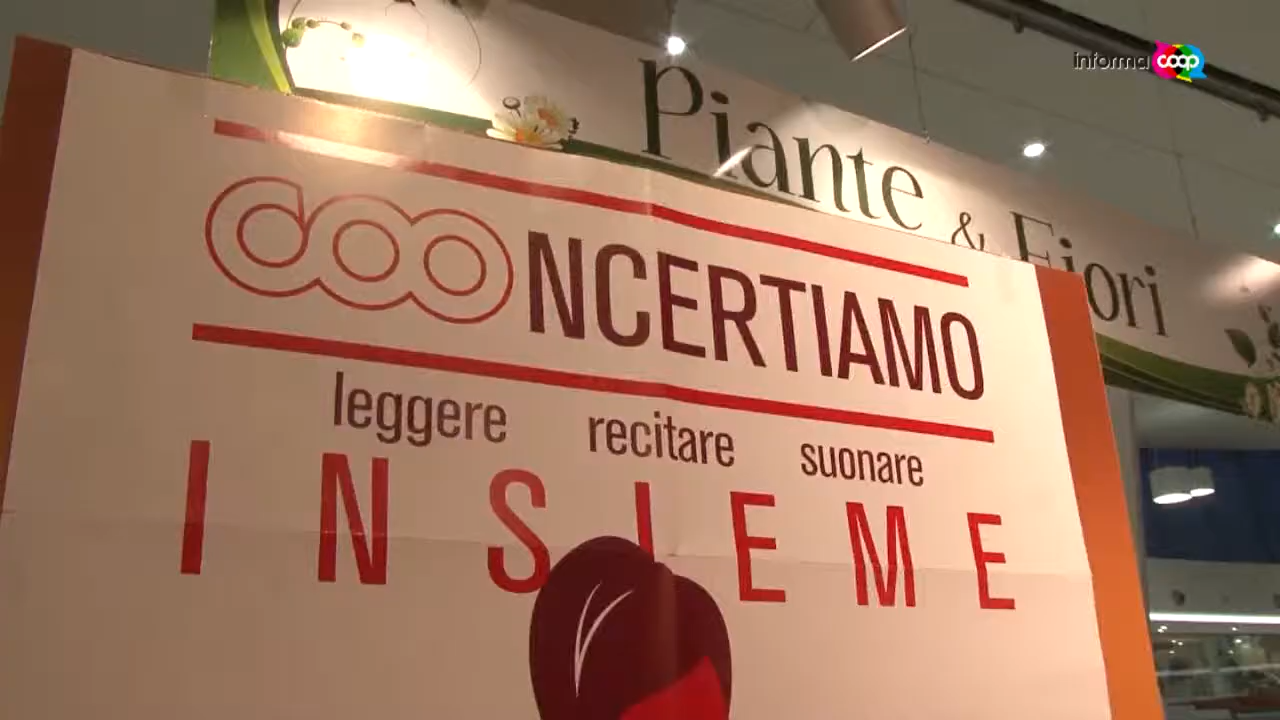 informa coop
Piante & Fiori
COONCERTIAMO
leggere recitare suonare
INSIEME